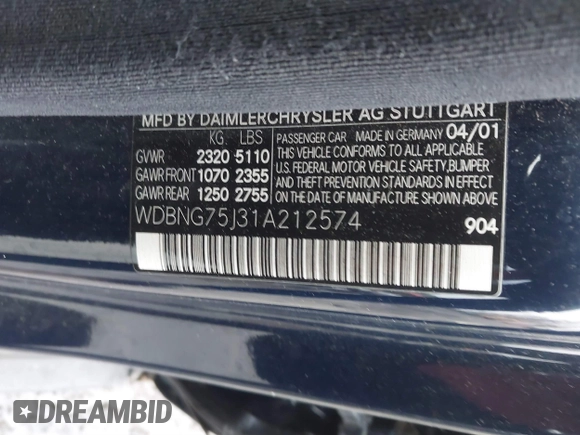 MFD BY DAIMLERCHRYSLER AG STUTTGART
KG LBS
GVWR 2320 5110
GAWR FRONT 1070 2355
GAWR REAR 1250 2755
PASSENGER CAR MADE IN GERMANY 04/01
THIS VEHICLE CONFORMS TO ALL APPLICABLE
U.S. FEDERAL MOTOR VEHICLE SAFETY, BUMPER,
AND THEFT PREVENTION STANDARDS IN EFFECT
ON THE DATE OF MANUFACTURE SHOWN ABOVE
WDBNG75J31A212574
904
DREAMBID